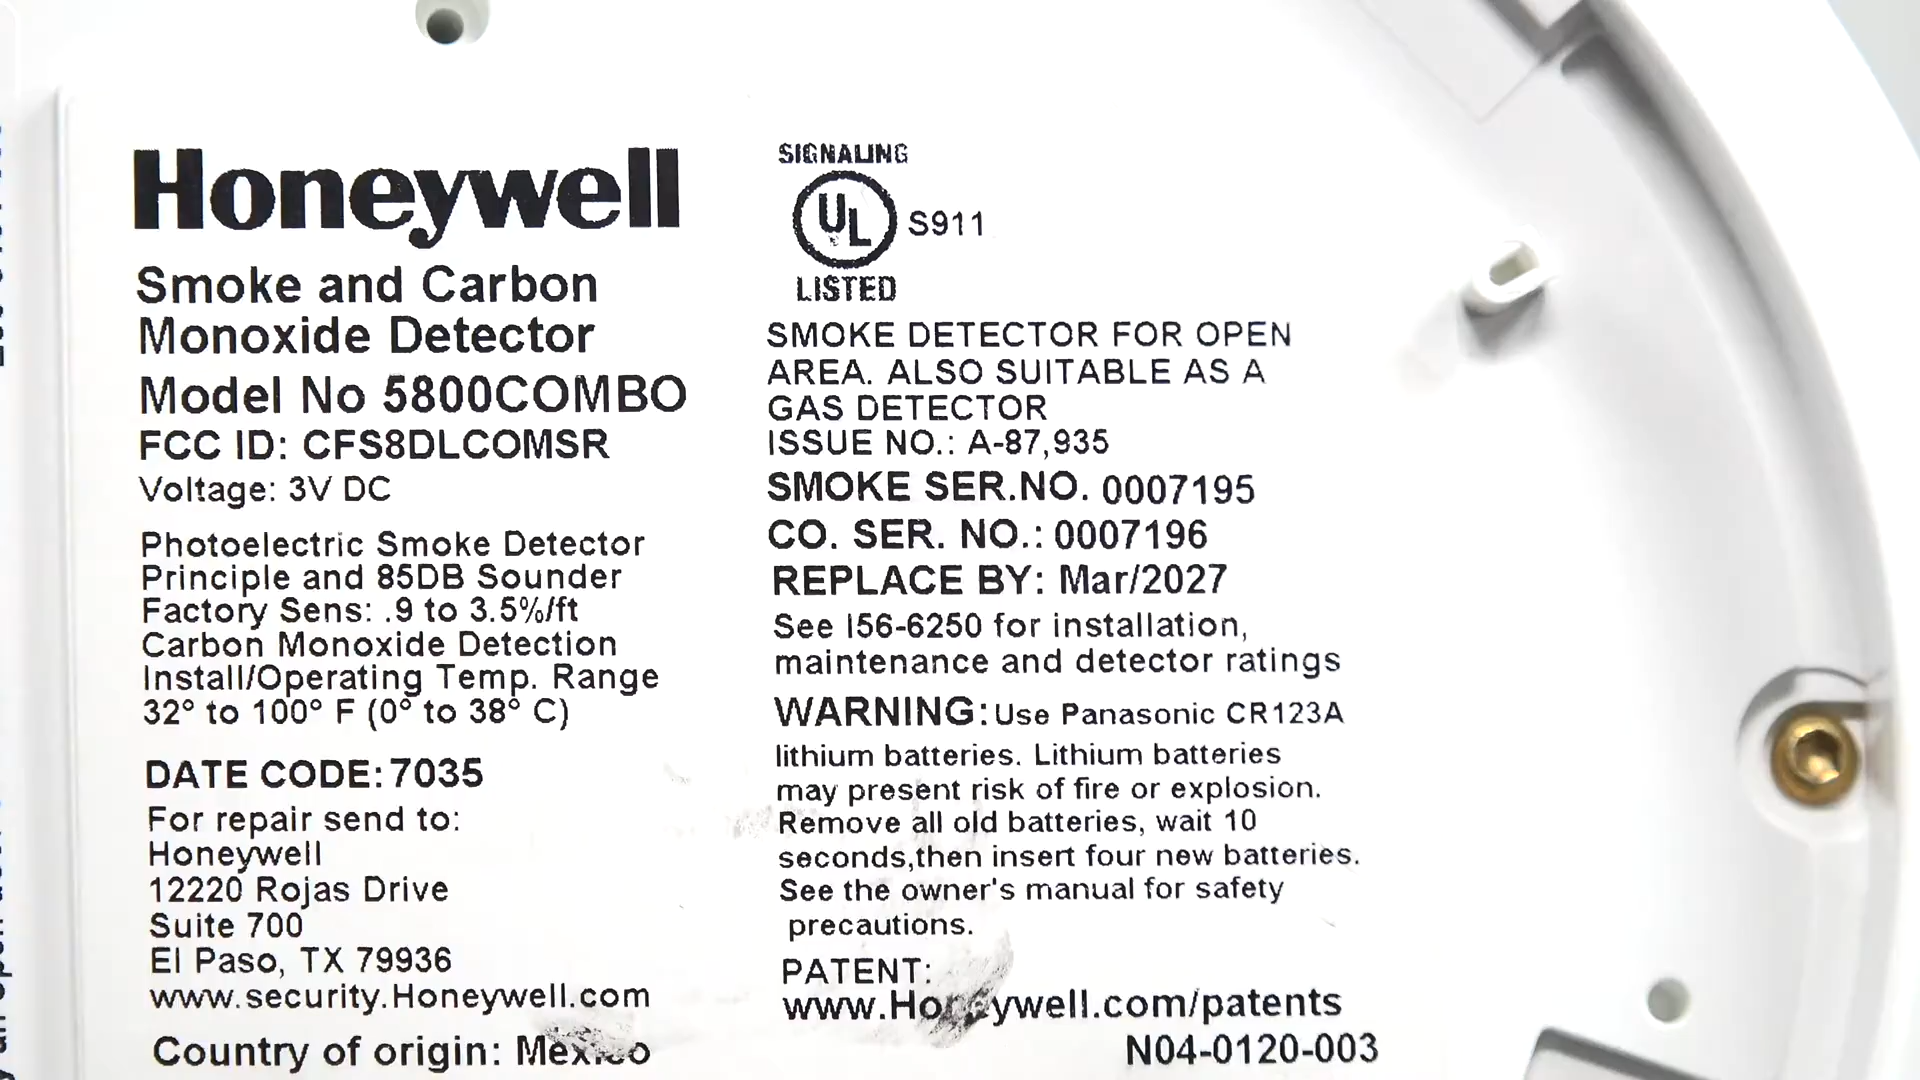 Honeywell
Smoke and Carbon
Monoxide Detector
Model No 5800COMBO
FCC ID: CFS8DLCOMSR
Voltage: 3V DC
Photoelectric Smoke Detector
Principle and 85DB Sounder
Factory Sens: .9 to 3.5%/ft
Carbon Monoxide Detection
Install/Operating Temp. Range
32° to 100° F (0° to 38° C)
DATE CODE: 7035
For repair send to:
Honeywell
12220 Rojas Drive
Suite 700
El Paso, TX 79936
www.security.Honeywell.com
Country of origin: Mexico
SIGNALING
UL S911
LISTED
SMOKE DETECTOR FOR OPEN
AREA. ALSO SUITABLE AS A
GAS DETECTOR
ISSUE NO.: A-87,935
SMOKE SER.NO. 0007195
CO. SER. NO.: 0007196
REPLACE BY: Mar/2027
See I56-6250 for installation,
maintenance and detector ratings
WARNING: Use Panasonic CR123A
lithium batteries. Lithium batteries
may present risk of fire or explosion.
Remove all old batteries, wait 10
seconds,then insert four new batteries.
See the owner's manual for safety
precautions.
PATENT:
www.Honeywell.com/patents
N04-0120-003